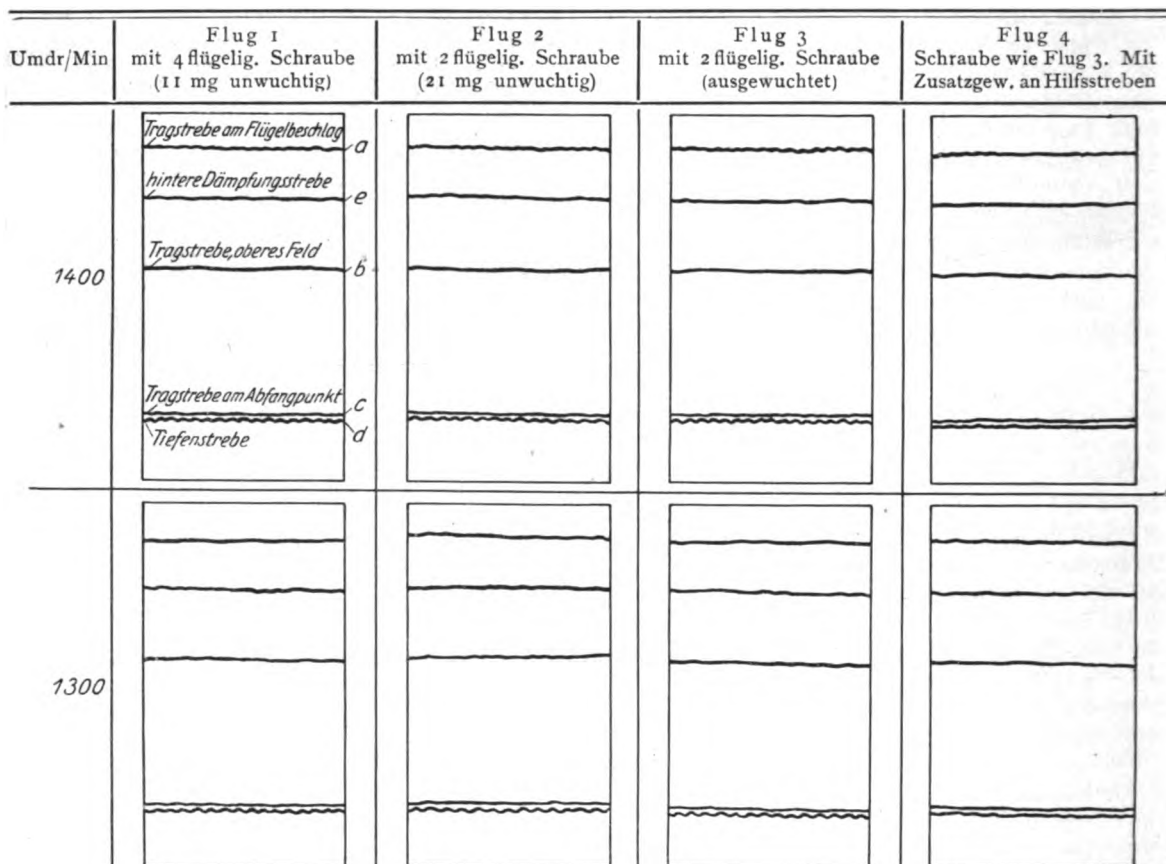 Umdr/Min
Flug 1
mit 4 flügelig. Schraube
(11 mg unwuchtig)
Flug 2
mit 2 flügelig. Schraube
(21 mg unwuchtig)
Flug 3
mit 2 flügelig. Schraube
(ausgewuchtet)
Flug 4
Schraube wie Flug 3. Mit
Zusatzgew. an Hilfsstreben
1400
Tragstrebe am Flügelbeschlag
a
hintere Dämpfungsstrebe
e
Tragstrebe, oberes Feld
b
Tragstrebe am Abfangpunkt
c
d
Tiefenstrebe
1300